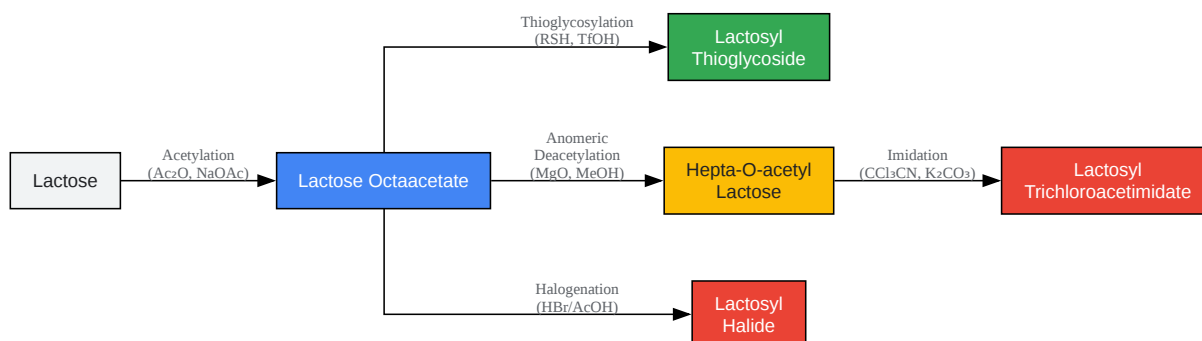 Thioglycosylation
(RSH, TfOH)
Lactosyl
Thioglycoside
Lactose
Acetylation
(Ac₂O, NaOAc)
Lactose Octaacetate
Anomeric
Deacetylation
(MgO, MeOH)
Hepta-O-acetyl
Lactose
Imidation
(CCl₃CN, K₂CO₃)
Lactosyl
Trichloroacetimidate
Halogenation
(HBr/AcOH)
Lactosyl
Halide